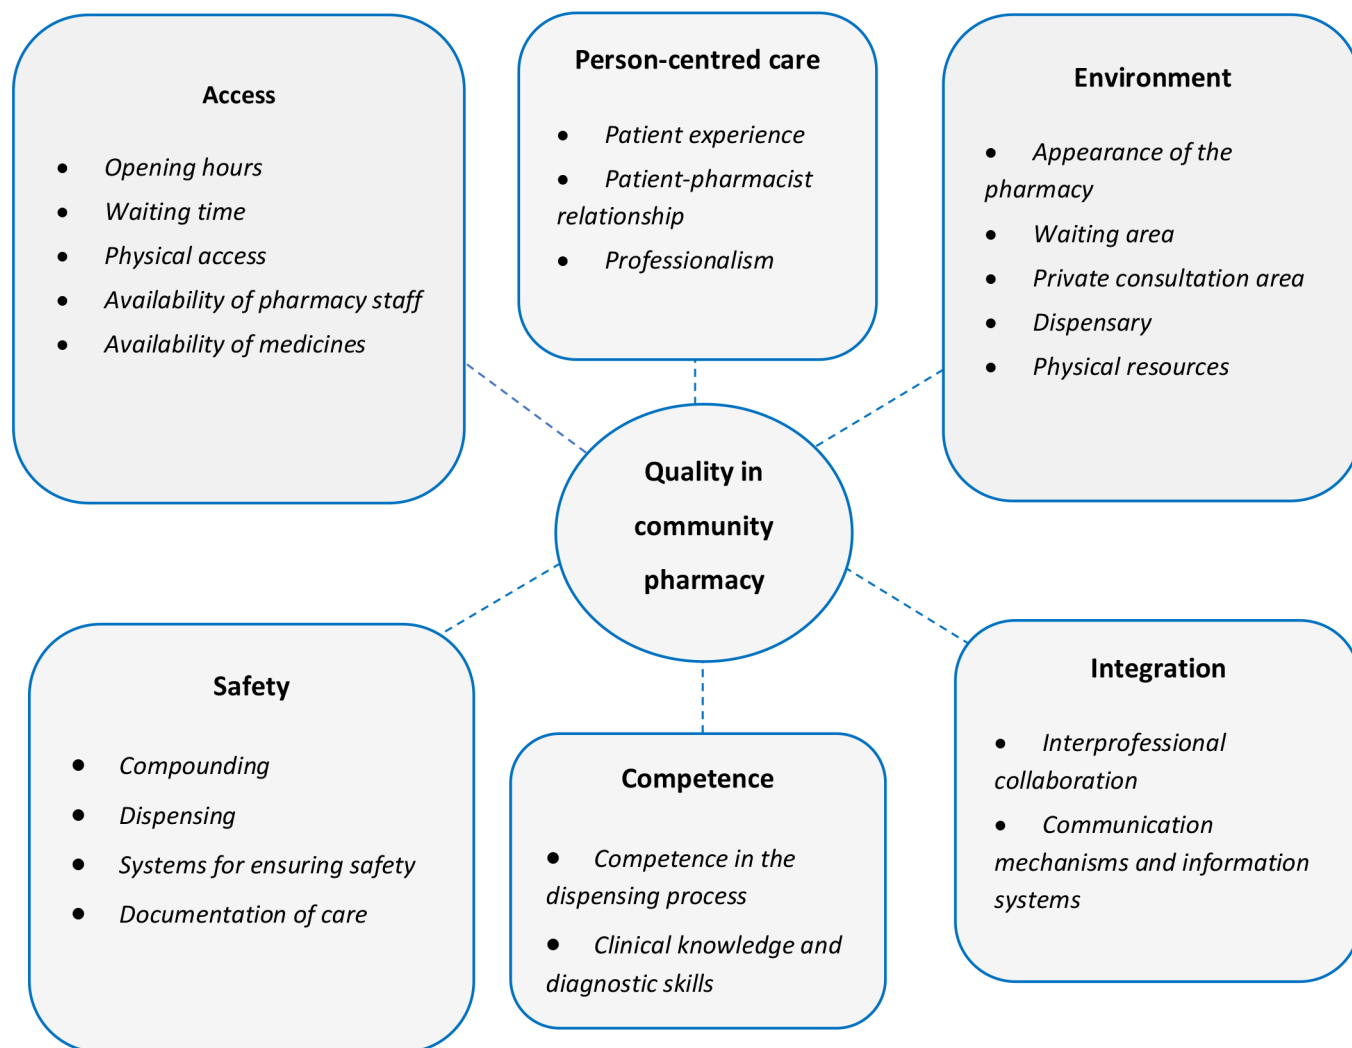 Access
• Opening hours
• Waiting time
• Physical access
• Availability of pharmacy staff
• Availability of medicines
Person-centred care
• Patient experience
• Patient-pharmacist
relationship
• Professionalism
Environment
• Appearance of the
pharmacy
• Waiting area
• Private consultation area
• Dispensary
• Physical resources
Quality in
community
pharmacy
Safety
• Compounding
• Dispensing
• Systems for ensuring safety
• Documentation of care
Competence
• Competence in the
dispensing process
• Clinical knowledge and
diagnostic skills
Integration
• Interprofessional
collaboration
• Communication
mechanisms and information
systems